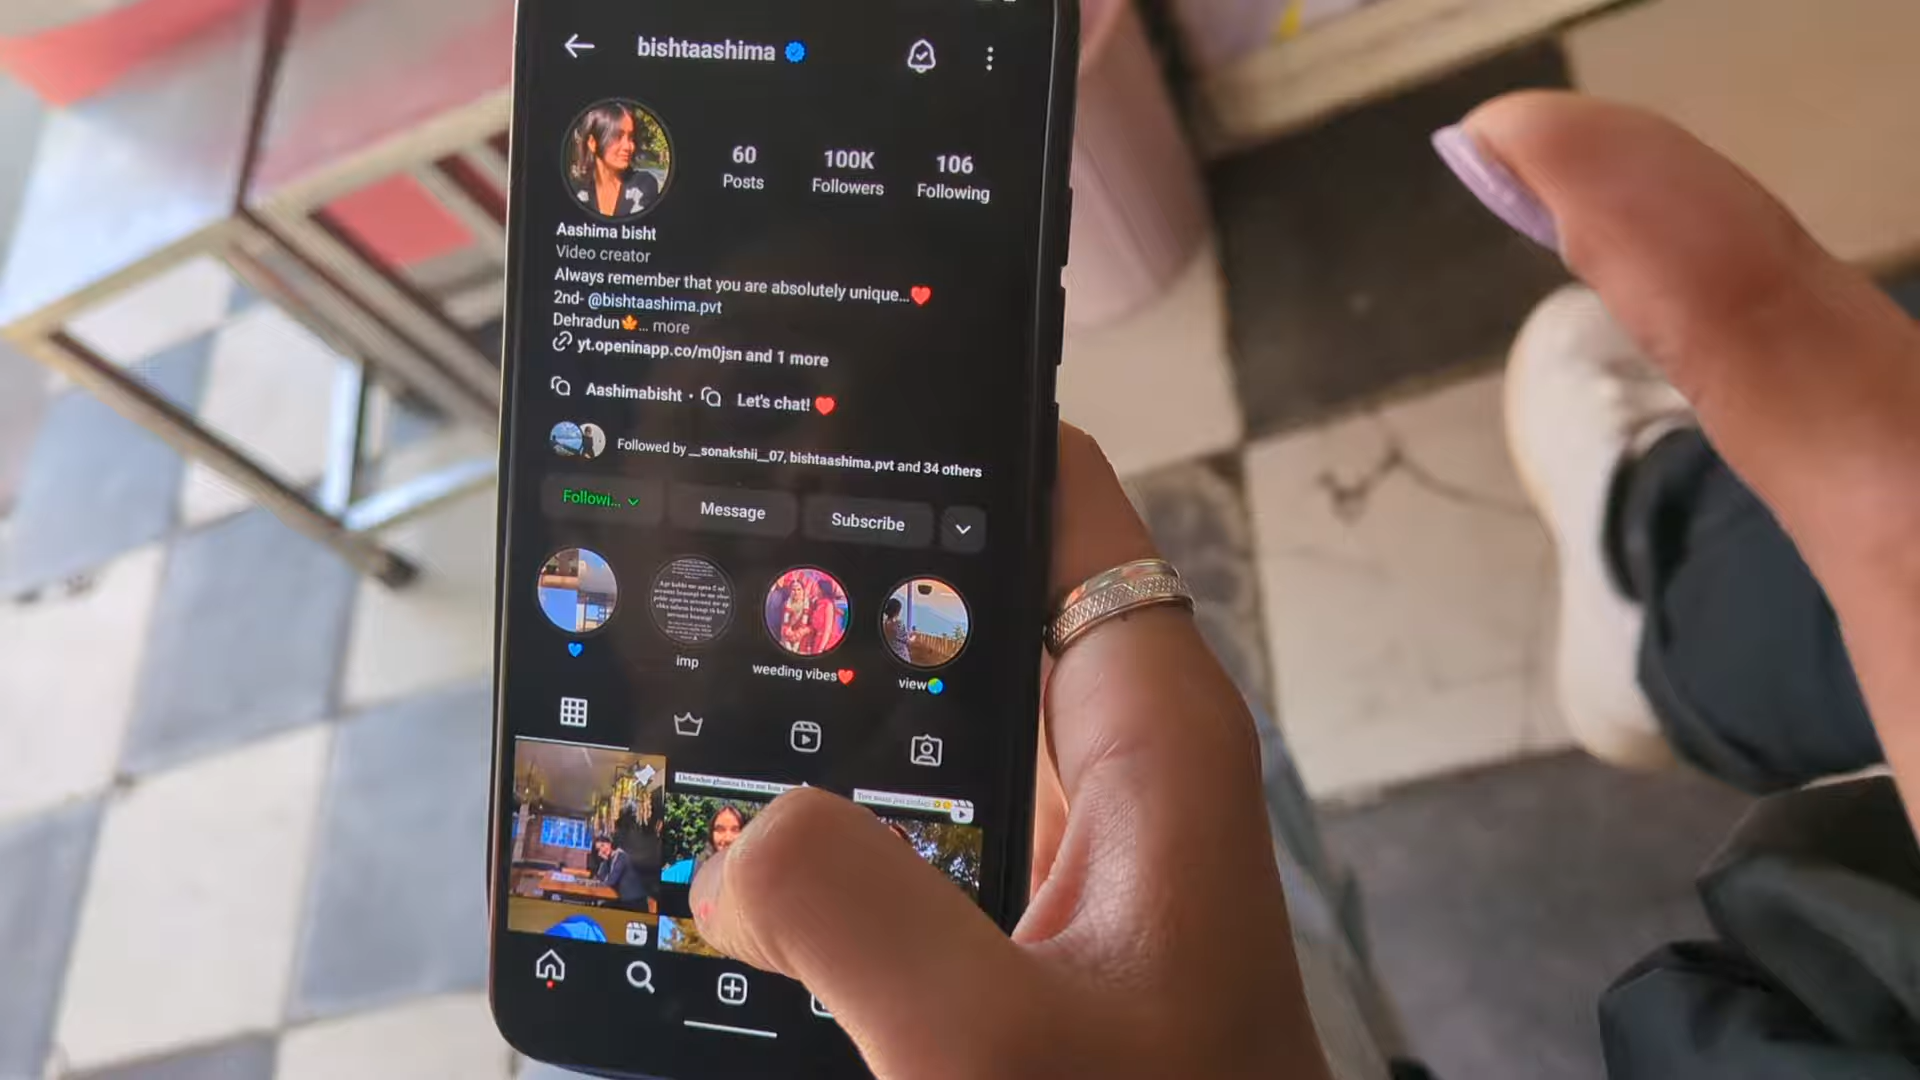 bishtaashima
60
Posts
100K
Followers
106
Following
Aashima bisht
Video creator
Always remember that you are absolutely unique...❤️
2nd- @bishtaashima.pvt
Dehradun🍁... more
yt.openinapp.co/m0jsn and 1 more
Aashimabisht • Let's chat! ❤️
Followed by __sonakshii__07, bishtaashima.pvt and 34 others
Followi...
Message
Subscribe
💙
imp
weeding vibes❤️
view🌏